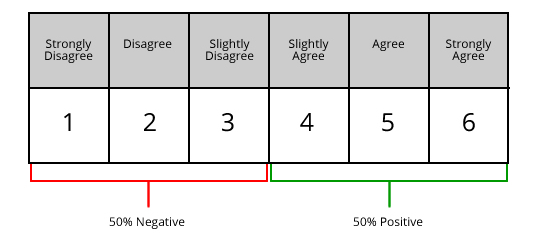 Strongly
Disagree
Disagree
Slightly
Disagree
Slightly
Agree
Agree
Strongly
Agree
1 2 3 4 5 6
50% Negative 50% Positive